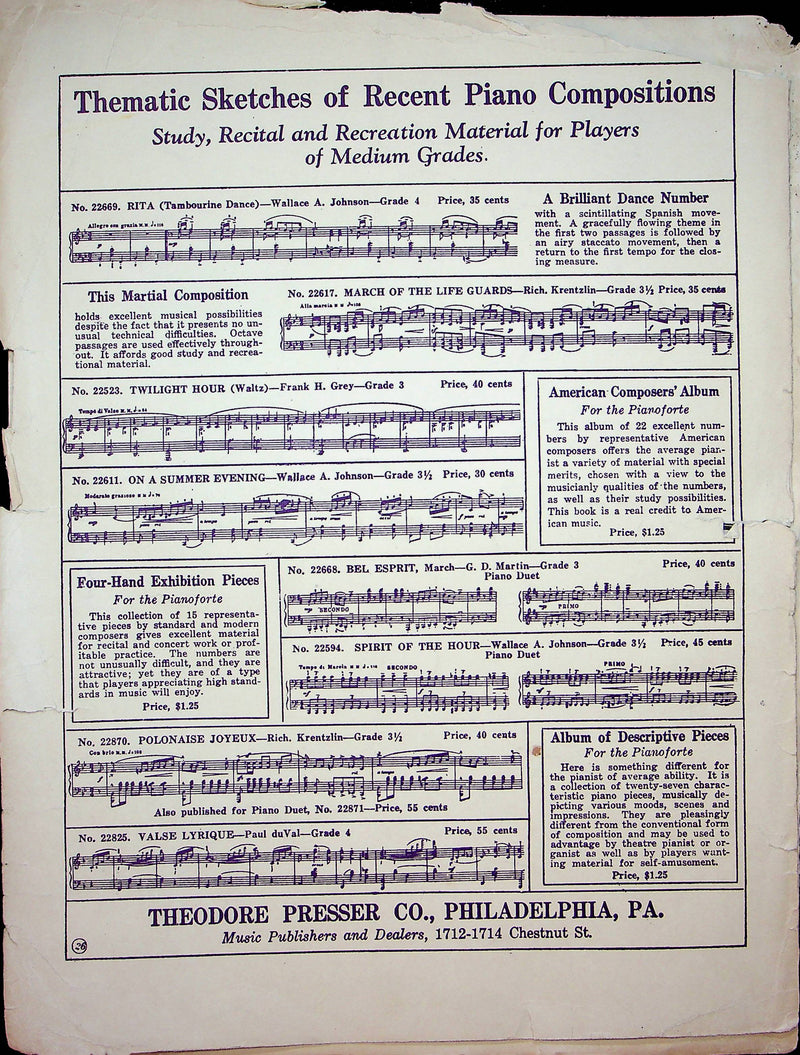 Thematic Sketches of Recent Piano Compositions
Study, Recital and Recreation Material for Players
of Medium Grades.
No. 22669. RITA (Tambourine Dance)—Wallace A. Johnson—Grade 4 Price, 35 cents
Allegro con grazia M.M.
A Brilliant Dance Number
with a scintillating Spanish move-
ment. A gracefully flowing theme in
the first two passages is followed by
an airy staccato movement, then a
return to the first tempo for the clos-
ing measure.
This Martial Composition
holds excellent musical possibilities
despite the fact that it presents no un-
usual technical difficulties. Octave
passages are used effectively through-
out. It affords good study and recrea-
tional material.
No. 22617. MARCH OF THE LIFE GUARDS—Rich. Krentzlin—Grade 3½ Price, 35 cents
Alla marcia
No. 22523. TWILIGHT HOUR (Waltz)—Frank H. Grey—Grade 3 Price, 40 cents
Tempo di Valse M.M.
No. 22611. ON A SUMMER EVENING—Wallace A. Johnson—Grade 3½ Price, 30 cents
Moderato grazioso
American Composers' Album
For the Pianoforte
This album of 22 excellent num-
bers by representative American
composers offers the average pian-
ist a variety of material with special
merits, chosen with a view to the
musicianly qualities of the numbers,
as well as their study possibilities.
This book is a real credit to Amer-
ican music.
Price, $1.25
Four-Hand Exhibition Pieces
For the Pianoforte
This collection of 15 representa-
tive pieces by standard and modern
composers gives excellent material
for recital and concert work or prof-
itable practice. The numbers are
not unusually difficult, and they are
attractive; yet they are of a type
that players appreciating high stand-
ards in music will enjoy.
Price, $1.25
No. 22668. BEL ESPRIT, March—G. D. Martin—Grade 3 Price, 40 cents
Piano Duet
SECONDO
PRIMO
No. 22594. SPIRIT OF THE HOUR—Wallace A. Johnson—Grade 3½ Price, 45 cents
Piano Duet
Tempo di Marcia M.M. SECONDO
PRIMO
No. 22870. POLONAISE JOYEUX—Rich. Krentzlin—Grade 3½ Price, 40 cents
Con brio M.M.
Also published for Piano Duet, No. 22871—Price, 55 cents
No. 22825. VALSE LYRIQUE—Paul duVal—Grade 4 Price, 55 cents
Album of Descriptive Pieces
For the Pianoforte
Here is something different for
the pianist of average ability. It is
a collection of twenty-seven charac-
teristic piano pieces, musically de-
picting various moods, scenes and
impressions. They are pleasingly
different from the conventional form
of composition and may be used to
advantage by theatre pianist or or-
ganist as well as by players want-
ing material for self-amusement.
Price, $1.25
THEODORE PRESSER CO., PHILADELPHIA, PA.
Music Publishers and Dealers, 1712-1714 Chestnut St.
26